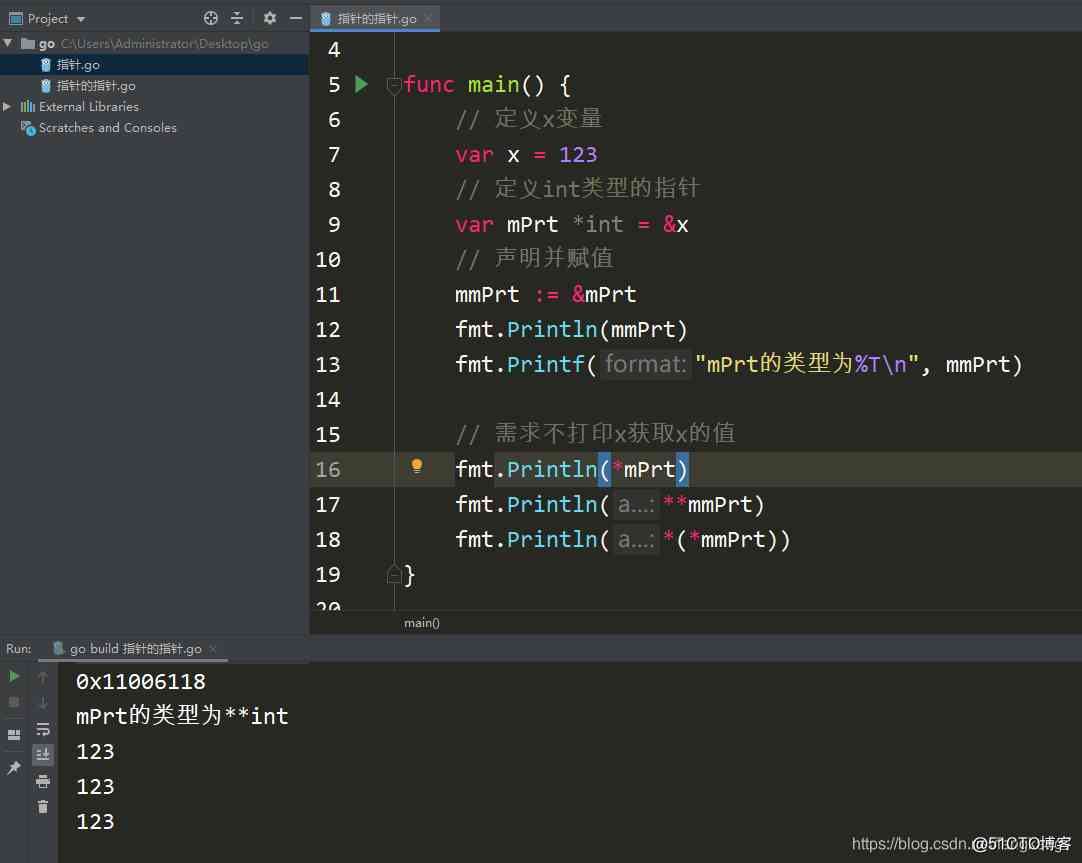 Project
指针的指针.go
go C:\Users\Administrator\Desktop\go
指针.go
指针的指针.go
External Libraries
Scratches and Consoles
4
5 func main() {
6 // 定义x变量
7 var x = 123
8 // 定义int类型的指针
9 var mPrt *int = &x
10 // 声明并赋值
11 mmPrt := &mPrt
12 fmt.Println(mmPrt)
13 fmt.Printf( format: "mPrt的类型为%T\n", mmPrt)
14
15 // 需求不打印x获取x的值
16 fmt.Println(*mPrt)
17 fmt.Println( a...: **mmPrt)
18 fmt.Println( a...: *(*mmPrt))
19 }
20
main()
Run: go build 指针的指针.go
0x11006118
mPrt的类型为**int
123
123
123
https://blog.csdn. @51CTO博客